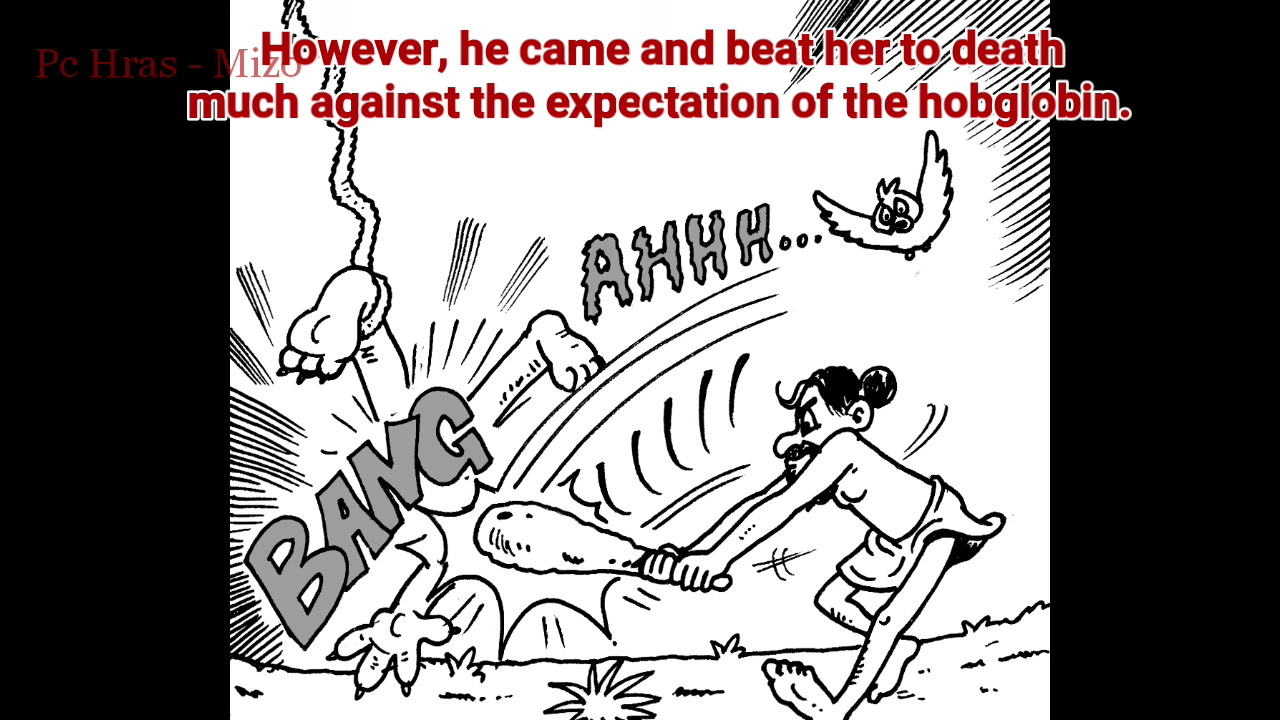 However, he came and beat her to death
much against the expectation of the hobglobin.
Pc Hras - Mizo
AHHH...
BANG